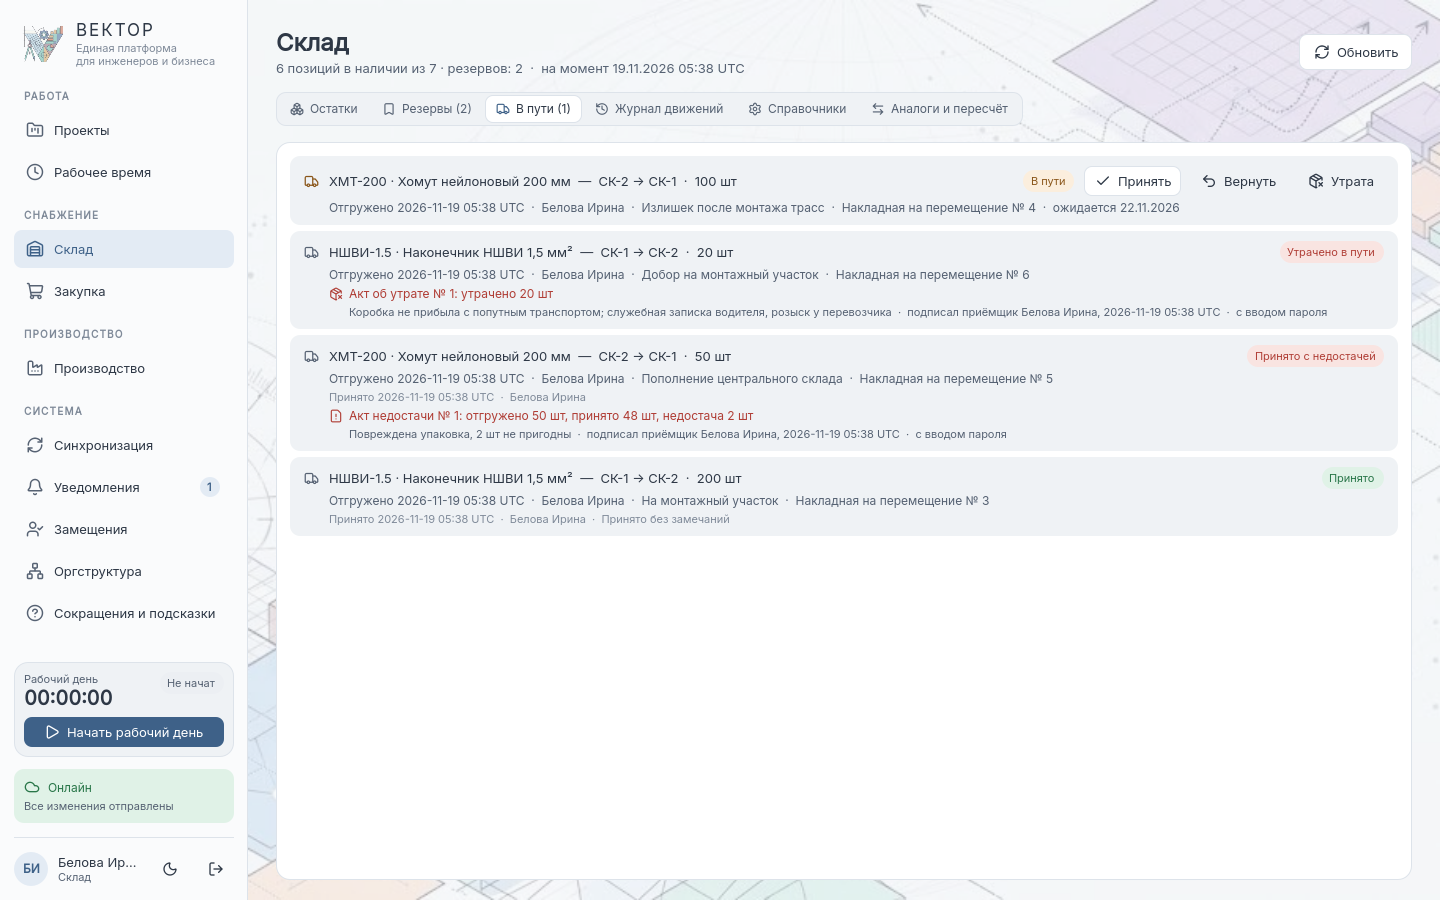 ВЕКТОР
Единая платформа
для инженеров и бизнеса
РАБОТА
Проекты
Рабочее время
СНАБЖЕНИЕ
Склад
Закупка
ПРОИЗВОДСТВО
Производство
СИСТЕМА
Синхронизация
Уведомления 1
Замещения
Оргструктура
Сокращения и подсказки
Рабочий день
Не начат
00:00:00
Начать рабочий день
Онлайн
Все изменения отправлены
БИ
Белова Ир...
Склад
Склад
6 позиций в наличии из 7 · резервов: 2 · на момент 19.11.2026 05:38 UTC
Обновить
Остатки Резервы (2) В пути (1) Журнал движений Справочники Аналоги и пересчёт
ХМТ-200 · Хомут нейлоновый 200 мм — СК-2 → СК-1 · 100 шт В пути Принять Вернуть Утрата
Отгружено 2026-11-19 05:38 UTC · Белова Ирина · Излишек после монтажа трасс · Накладная на перемещение № 4 · ожидается 22.11.2026
НШВИ-1.5 · Наконечник НШВИ 1,5 мм² — СК-1 → СК-2 · 20 шт Утрачено в пути
Отгружено 2026-11-19 05:38 UTC · Белова Ирина · Добор на монтажный участок · Накладная на перемещение № 6
Акт об утрате № 1: утрачено 20 шт
Коробка не прибыла с попутным транспортом; служебная записка водителя, розыск у перевозчика · подписал приёмщик Белова Ирина, 2026-11-19 05:38 UTC · с вводом пароля
ХМТ-200 · Хомут нейлоновый 200 мм — СК-2 → СК-1 · 50 шт Принято с недостачей
Отгружено 2026-11-19 05:38 UTC · Белова Ирина · Пополнение центрального склада · Накладная на перемещение № 5
Принято 2026-11-19 05:38 UTC · Белова Ирина
Акт недостачи № 1: отгружено 50 шт, принято 48 шт, недостача 2 шт
Повреждена упаковка, 2 шт не пригодны · подписал приёмщик Белова Ирина, 2026-11-19 05:38 UTC · с вводом пароля
НШВИ-1.5 · Наконечник НШВИ 1,5 мм² — СК-1 → СК-2 · 200 шт Принято
Отгружено 2026-11-19 05:38 UTC · Белова Ирина · На монтажный участок · Накладная на перемещение № 3
Принято 2026-11-19 05:38 UTC · Белова Ирина · Принято без замечаний